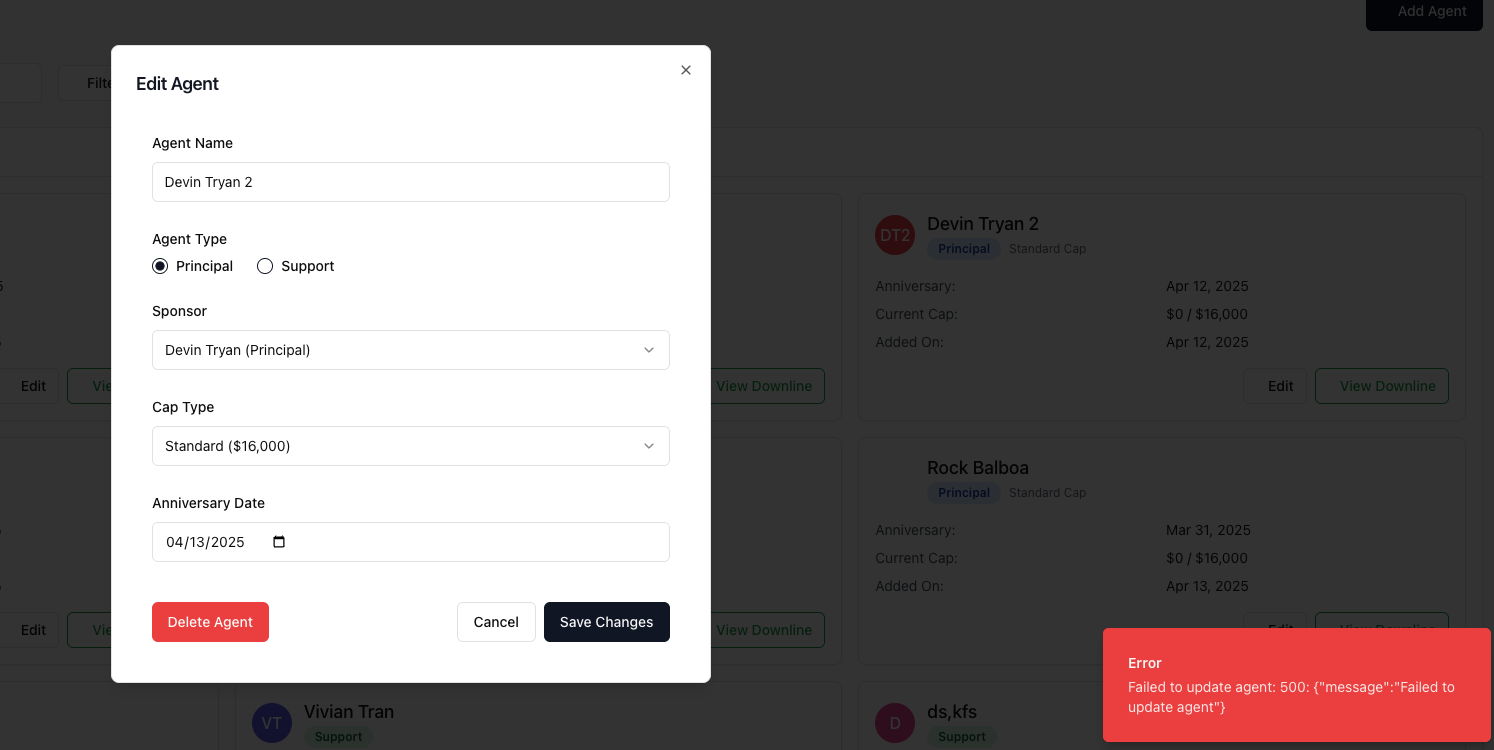 Add Agent
Edit Agent
Agent Name
Devin Tryan 2
Agent Type
Principal Support
Sponsor
Devin Tryan (Principal)
Cap Type
Standard ($16,000)
Anniversary Date
04/13/2025
Delete Agent Cancel Save Changes
Edit
View Downline
DT2 Devin Tryan 2
Principal Standard Cap
Anniversary: Apr 12, 2025
Current Cap: $0 / $16,000
Added On: Apr 12, 2025
Edit View Downline
Edit
View Downline
Rock Balboa
Principal Standard Cap
Anniversary: Mar 31, 2025
Current Cap: $0 / $16,000
Added On: Apr 13, 2025
Edit View Downline
VT Vivian Tran
Support
D ds,kfs
Support
Error
Failed to update agent: 500: {"message":"Failed to
update agent"}